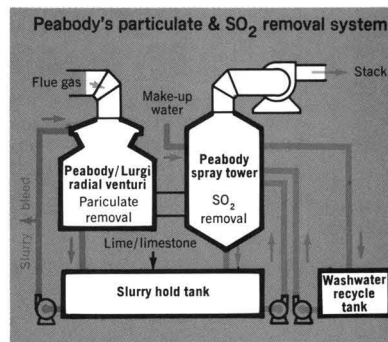 Peabody's particulate & SO₂ removal system
Flue gas
Stack
Make-up
water
Peabody/Lurgi
radial venturi
Particulate
removal
Peabody
spray tower
SO₂
removal
Slurry bleed
Lime/limestone
Slurry hold tank
Washwater
recycle
tank